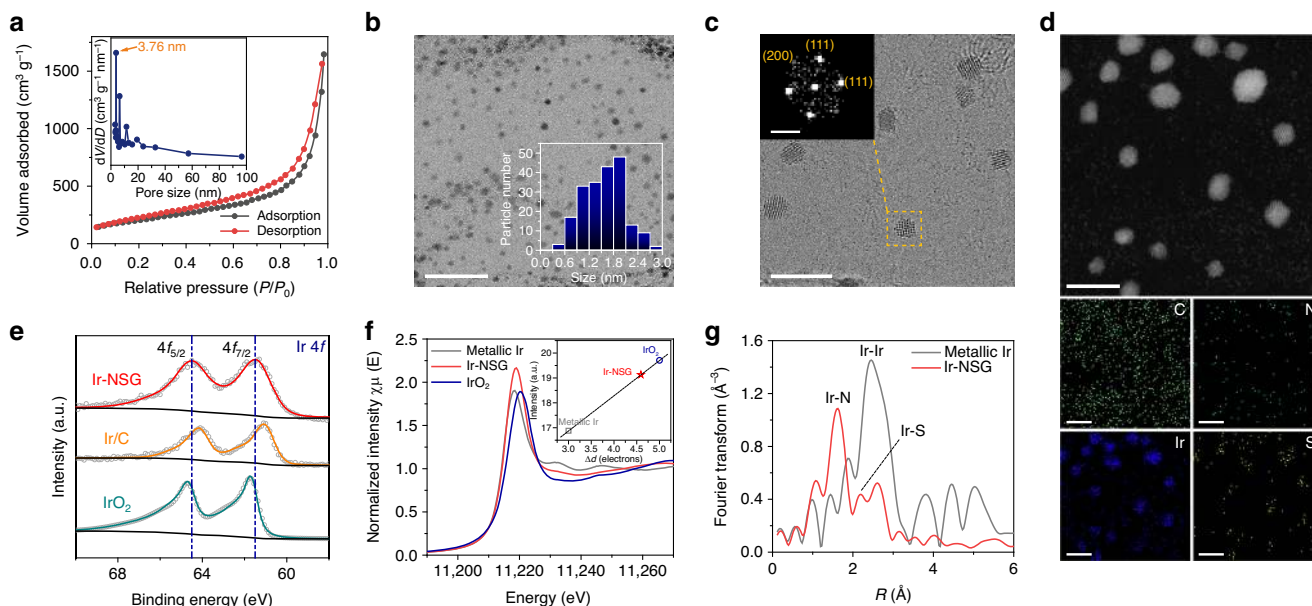 a
3.76 nm
dV/dD (cm³ g⁻¹ nm⁻¹)
0 20 40 60 80 100
Pore size (nm)
Volume adsorbed (cm³ g⁻¹)
1500
1000
500
0
Adsorption
Desorption
0.0 0.2 0.4 0.6 0.8 1.0
Relative pressure (P/P₀)
b
Particle number
50
40
30
20
10
0
0.0 0.6 1.2 1.8 2.4 3.0
Size (nm)
c
(111)
(200)
(111)
d
C
N
Ir
S
e
4f₅/₂ 4f₇/₂ Ir 4f
Ir-NSG
Ir/C
IrO₂
Intensity (a.u.)
68 64 60
Binding energy (eV)
f
Metallic Ir
Ir-NSG
IrO₂
Normalized intensity χμ (E)
2.5
2.0
1.5
1.0
0.5
0.0
11,200 11,220 11,240 11,260
Energy (eV)
Intensity (a.u.)
20
19
18
17
IrO₂
Ir-NSG
Metallic Ir
3.0 3.5 4.0 4.5 5.0
Δd (electrons)
g
Metallic Ir
Ir-NSG
Ir-Ir
Ir-N
Ir-S
Fourier transform (Å⁻³)
1.6
1.2
0.8
0.4
0.0
0 1 2 3 4 5 6
R (Å)